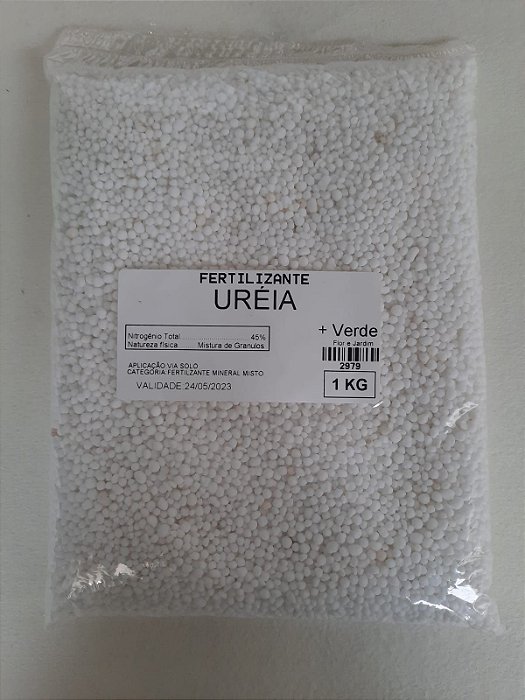 FERTILIZANTE
URÉIA
Nitrogênio Total ............ 45%
Natureza física Mistura de Granulos
+ Verde
Flor e Jardim
2979
1 KG
APLICAÇÃO:VIA SOLO
CATEGORIA:FERTILZANTE MINERAL MISTO
VALIDADE 24/05/2023